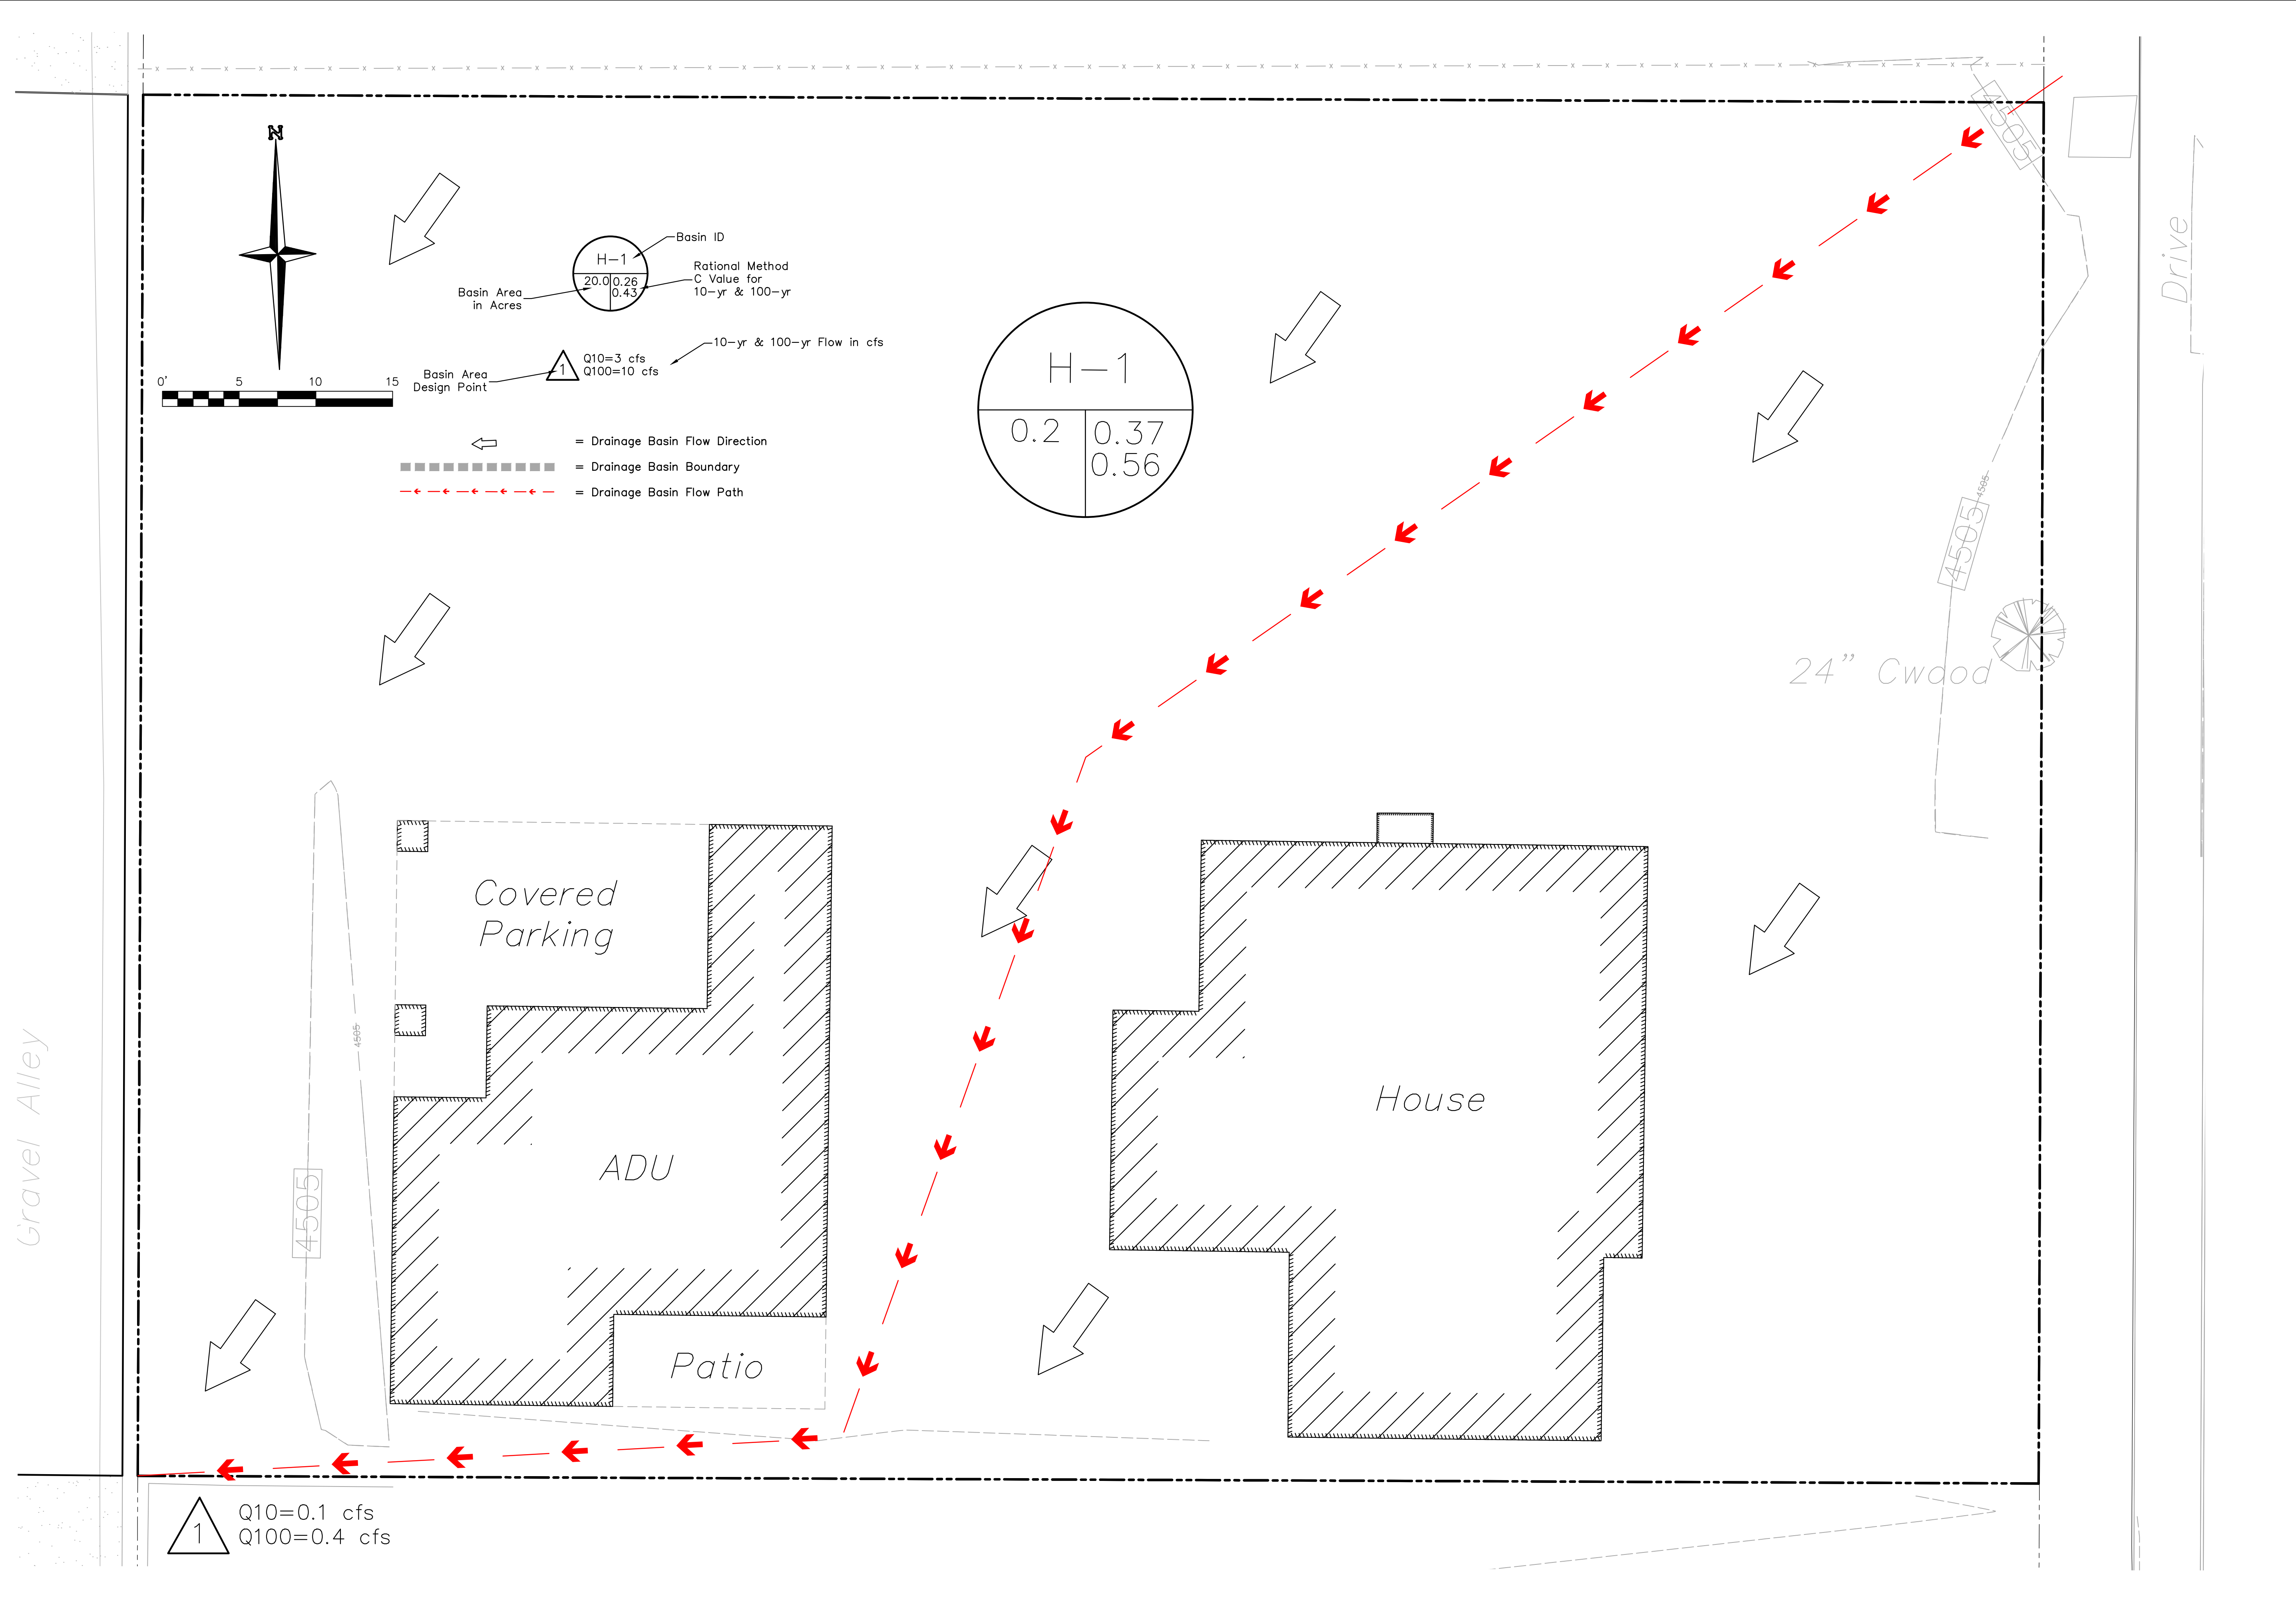 N
0' 5 10 15
H-1
20.0 0.26
0.43
Basin ID
Rational Method
C Value for
10-yr & 100-yr
Basin Area
in Acres
10-yr & 100-yr Flow in cfs
1
Q10=3 cfs
Q100=10 cfs
Basin Area
Design Point
= Drainage Basin Flow Direction
= Drainage Basin Boundary
= Drainage Basin Flow Path
H-1
0.2 0.37
0.56
4505
Drive
4505
4505
24" Cwood
Covered
Parking
4505
Gravel Alley
4505
ADU
House
Patio
1
Q10=0.1 cfs
Q100=0.4 cfs